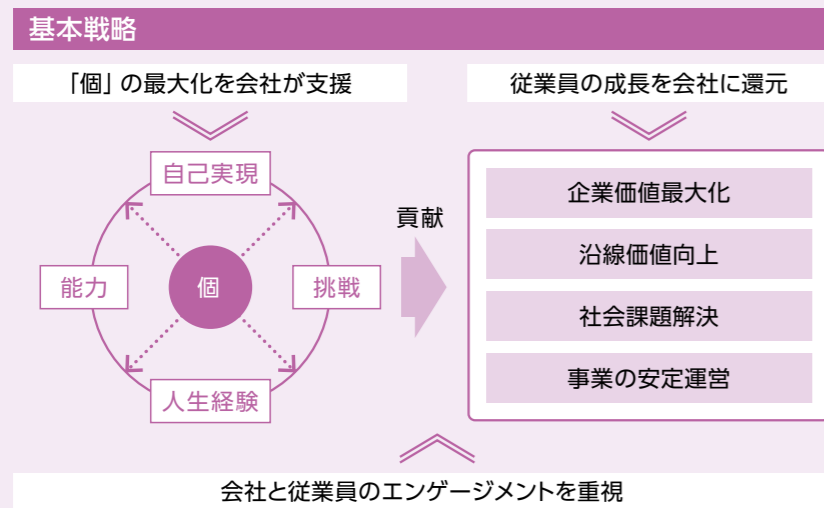 基本戦略
「個」の最大化を会社が支援
従業員の成長を会社に還元
自己実現
能力
個
挑戦
人生経験
貢献
企業価値最大化
沿線価値向上
社会課題解決
事業の安定運営
会社と従業員のエンゲージメントを重視